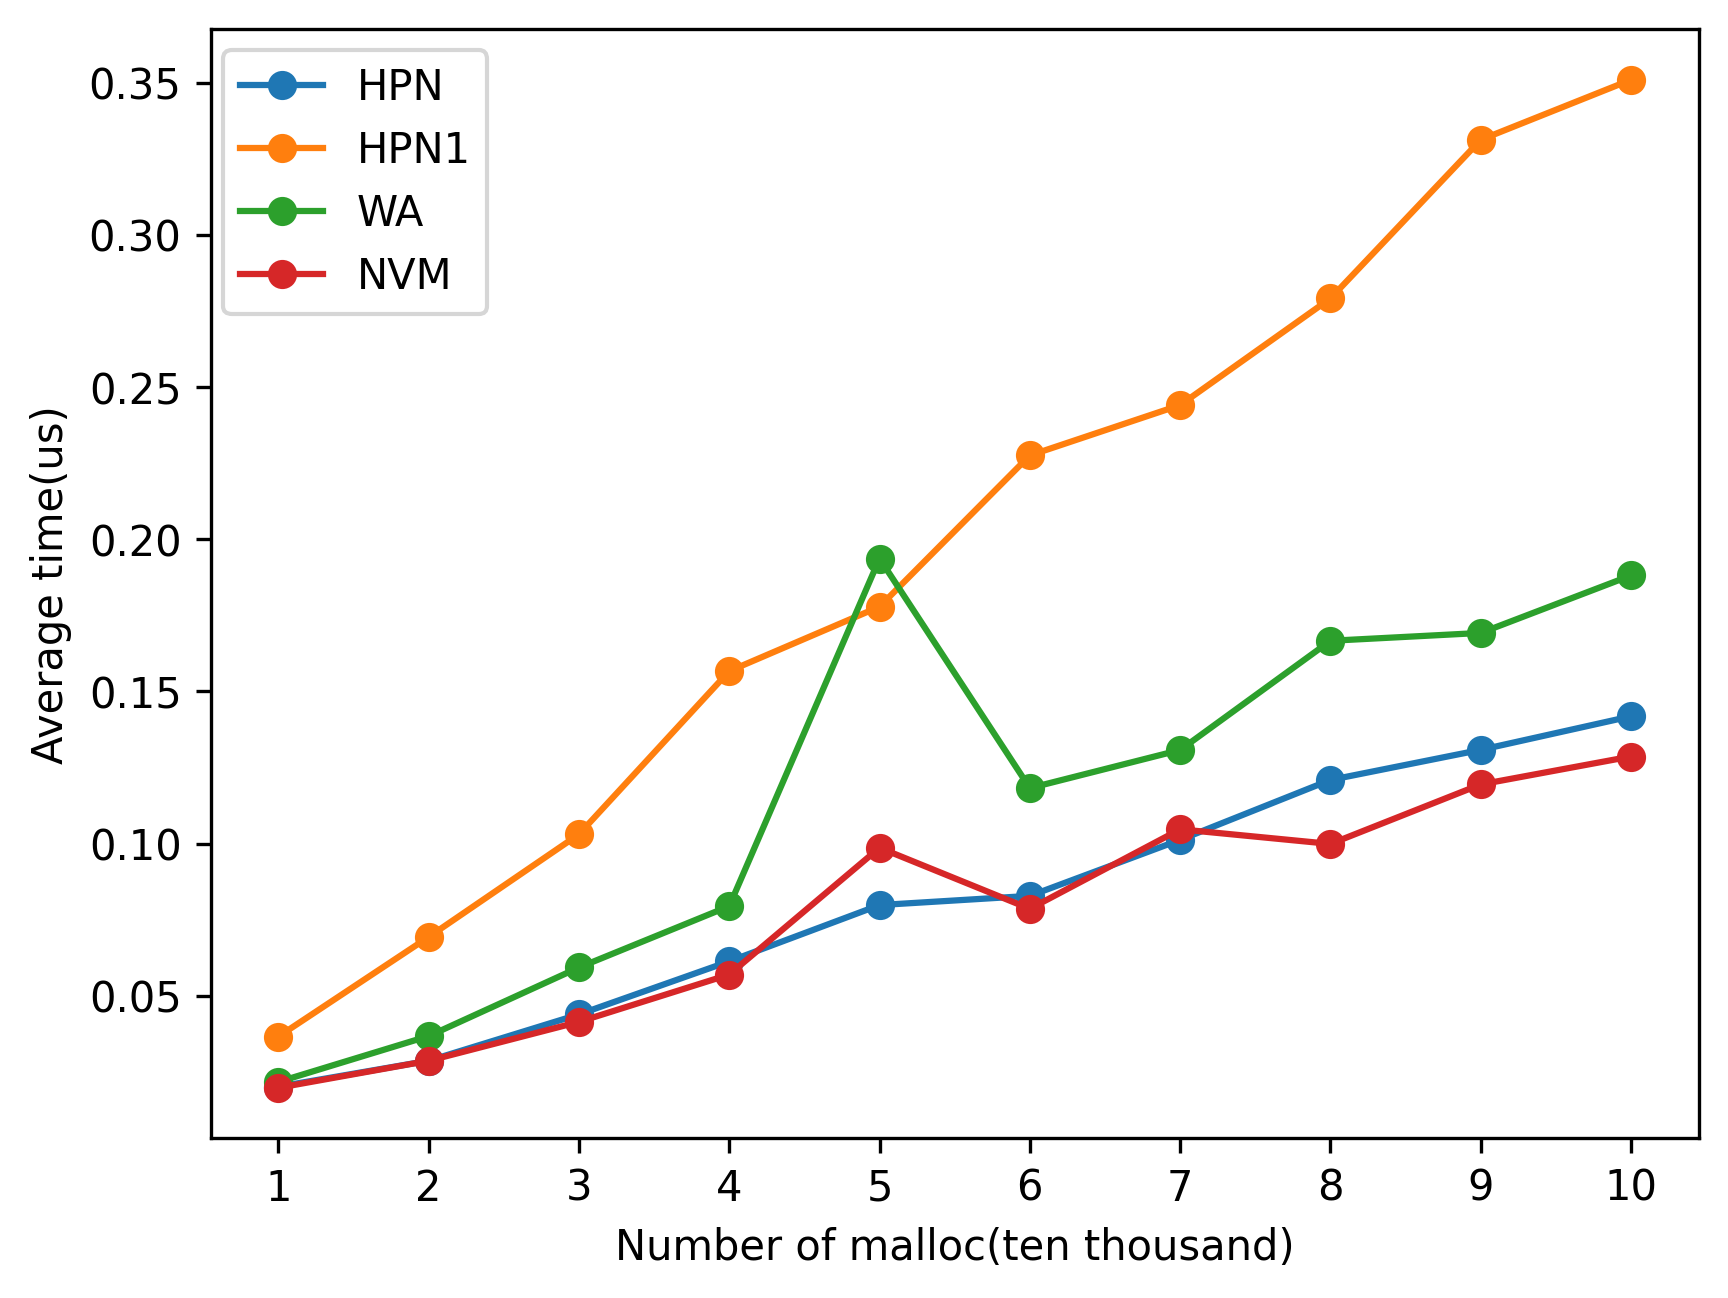 HPN
HPN1
WA
NVM
0.35
0.30
0.25
0.20
0.15
0.10
0.05
Average time(us)
1 2 3 4 5 6 7 8 9 10
Number of malloc(ten thousand)